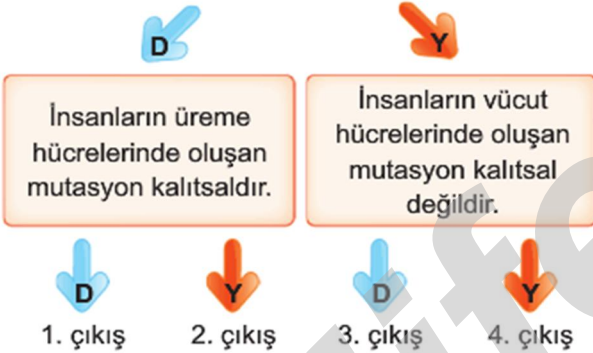 D
Y
İnsanların üreme
hücrelerinde oluşan
mutasyon kalıtsaldır.
İnsanların vücut
hücrelerinde oluşan
mutasyon kalıtsal
değildir.
D
Y
D
Y
1. çıkış
2. çıkış
3. çıkış
4. çıkış